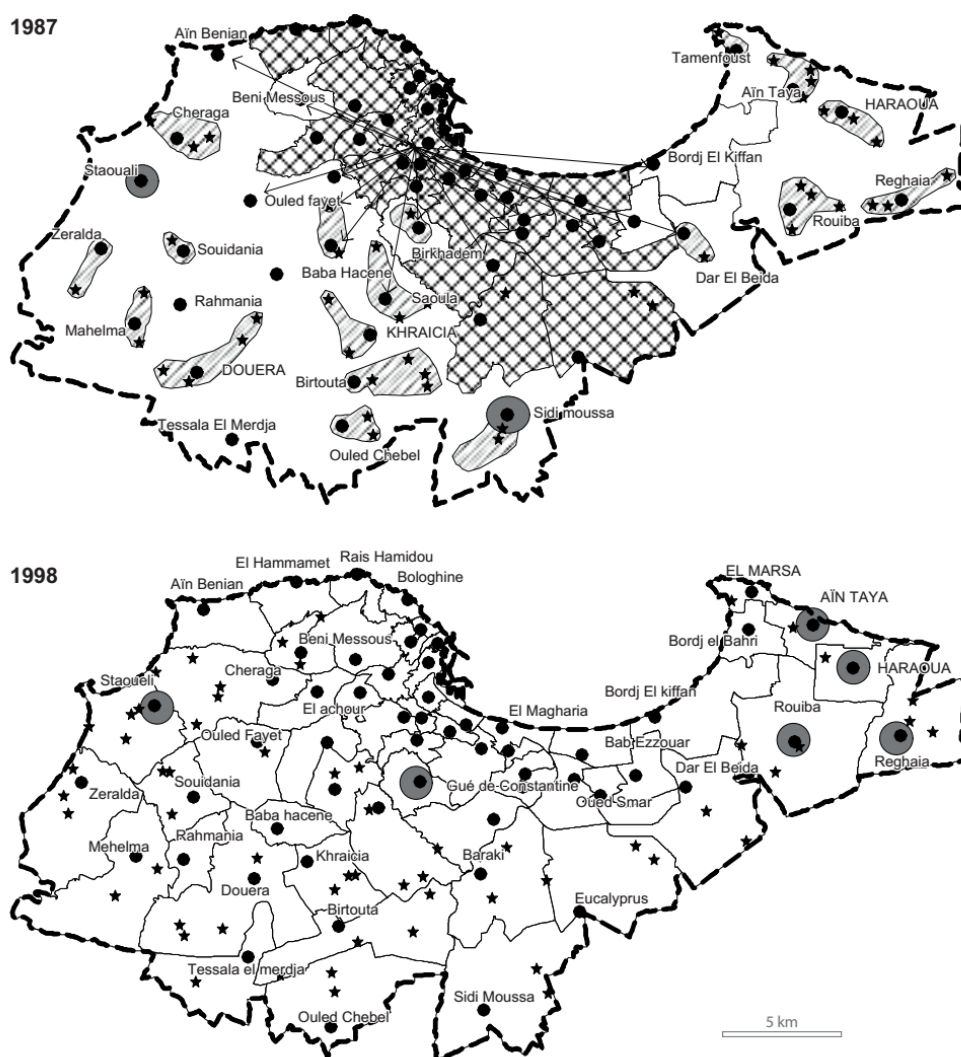 1987
Aïn Benian
Tamenfoust
Beni Messous
Aïn Taya
HARAOUA
Cheraga
Bordj El Kiffan
Staouali
Reghaia
Ouled fayet
Rouiba
Zeralda
Souidania
Birkhadem
Baba Hacene
Dar El Beida
Rahmania
Saoula
Mahelma
KHRAICIA
DOUERA
Birtouta
Sidi moussa
Tessala El Merdja
Ouled Chebel
1998
El Hammamet
Rais Hamidou
Aïn Benian
Bologhine
EL MARSA
AÏN TAYA
Beni Messous
Bordj el Bahri
Cheraga
HARAOUA
Staoueli
Bordj El kiffan
El achour
El Magharia
Rouiba
Ouled Fayet
Bab Ezzouar
Reghaia
Dar El Beida
Souidania
Gué de Constantine
Zeralda
Oued Smar
Baba hacene
Rahmania
Mehelma
Khraicia
Baraki
Douera
Birtouta
Eucalyprus
Tessala el merdja
Sidi Moussa
Ouled Chebel
5 km